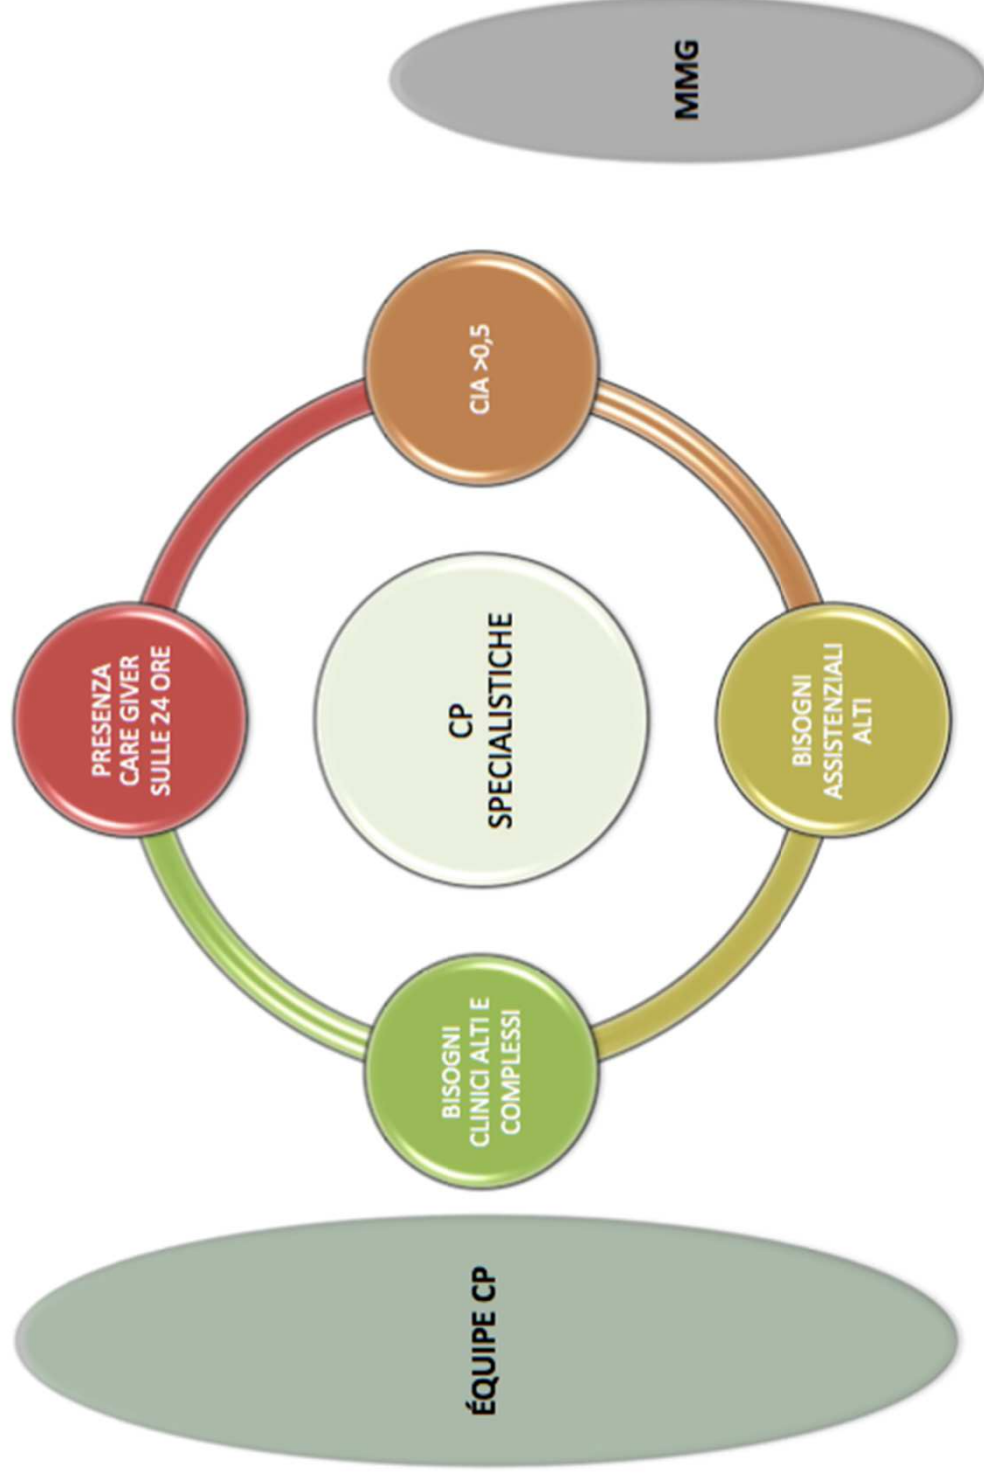 ÉQUIPE CP
BISOGNI
CLINICI ALTI E
COMPLESSI
BISOGNI
ASSISTENZIALI
ALTI
CP
SPECIALISTICHE
PRESENZA
CARE GIVER
SULLE 24 ORE
CIA >0,5
MMG